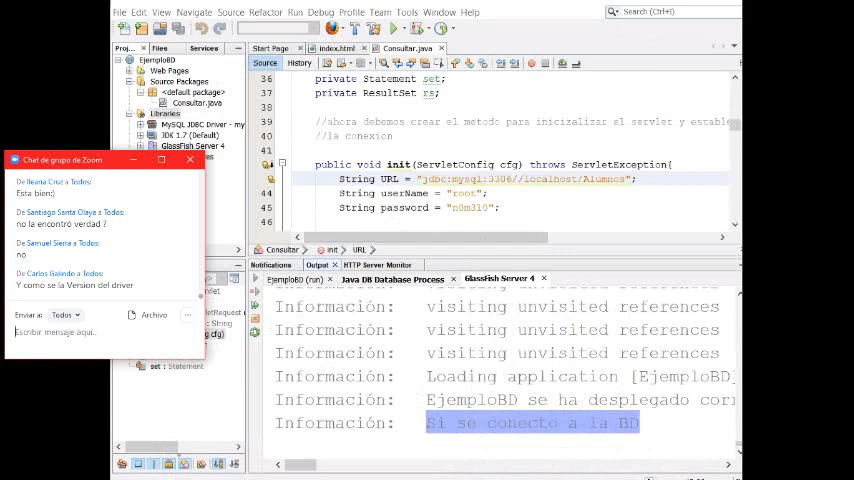 File Edit View Navigate Source Refactor Run Debug Profile Team Tools Window Help
Search (Ctrl+I)
Proj...
Files
Services
Start Page
index.html
Consultar.java
Source
History
EjemploBD
Web Pages
Source Packages
<default package>
Consultar.java
Libraries
MySQL JDBC Driver - my
JDK 1.7 (Default)
GlassFish Server 4
36 private Statement set;
37 private ResultSet rs;
38
39 //ahora debemos crear el metodo para inicizalizar el servlet y estable
40 //la conexion
41
public void init(ServletConfig cfg) throws ServletException{
String URL = "jdbc:mysql:3306//localhost/Alumnos";
44 String userName = "root";
45 String password = "n0m3l0";
46
Consultar
init
URL
Chat de grupo de Zoom
De Ileana Cruz a Todos:
Esta bien:)
De Santiago Santa Olaya a Todos:
no la encontró verdad ?
De Samuel Sierra a Todos:
no
De Carlos Galindo a Todos:
Y como se la Version del driver
Enviar a: Todos
Archivo
...
Escribir mensaje aquí...
set : Statement
Notifications
Output
HTTP Server Monitor
EjemploBD (run)
Java DB Database Process
GlassFish Server 4
Información: visiting unvisited references
Información: visiting unvisited references
Información: visiting unvisited references
Información: Loading application [EjemploBD]
Información: EjemploBD se ha desplegado corr
Información: Si se conecto a la BD